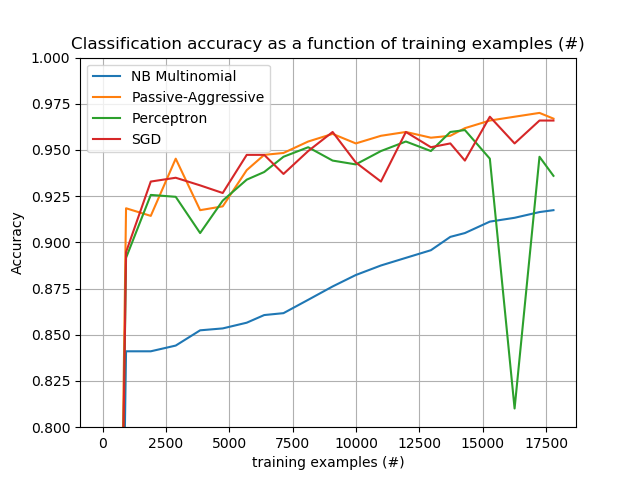 Classification accuracy as a function of training examples (#)
1.000
0.975
0.950
0.925
0.900
0.875
0.850
0.825
0.800
Accuracy
NB Multinomial
Passive-Aggressive
Perceptron
SGD
0 2500 5000 7500 10000 12500 15000 17500
training examples (#)